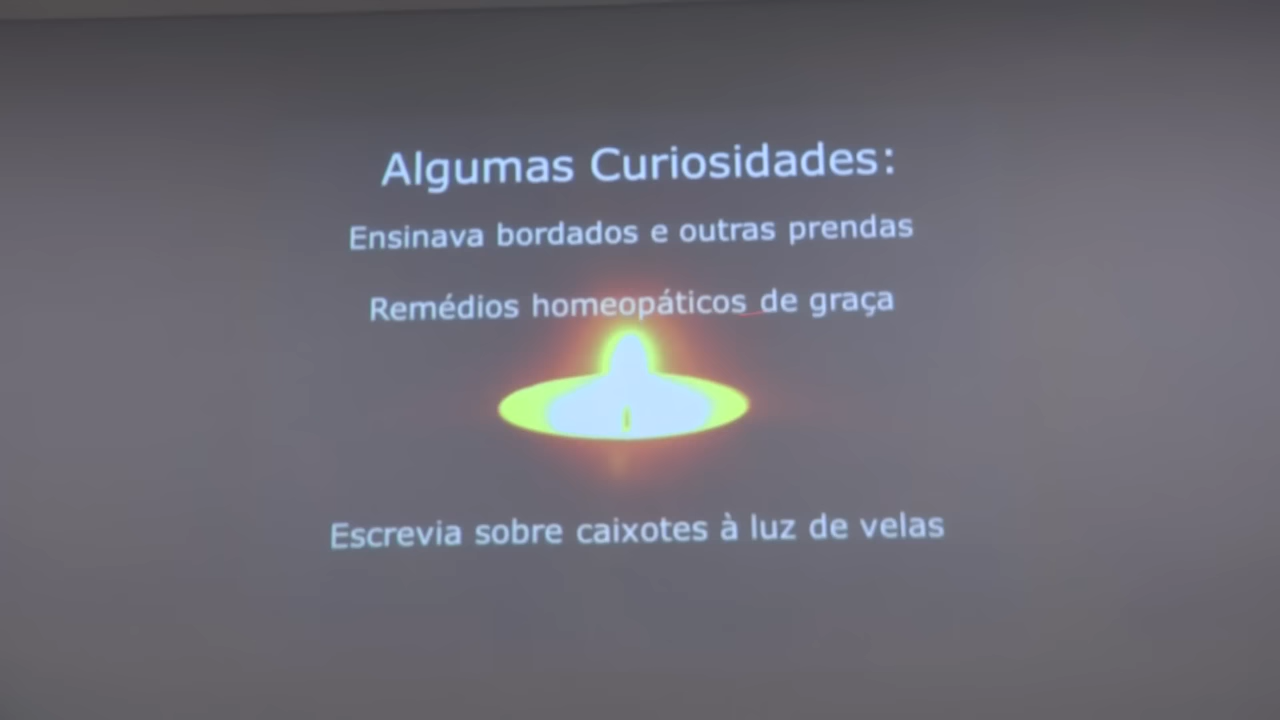 Algumas Curiosidades:
Ensinava bordados e outras prendas
Remédios homeopáticos de graça
Escrevia sobre caixotes à luz de velas